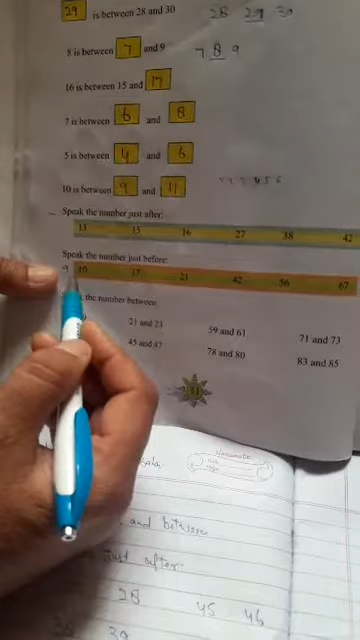 29 is between 28 and 30 28 29 30
8 is between 7 and 9 7 8 9
16 is between 15 and 17
7 is between 6 and 8
5 is between 4 and 6
10 is between 9 and 11
Speak the number just after:
13 15 16 27 38 42
Speak the number just before:
9 10 17 21 42 56 67
the number between
21 and 23 59 and 61 71 and 73
45 and 47 78 and 80 83 and 85
and between
Just after
28 45 46
39